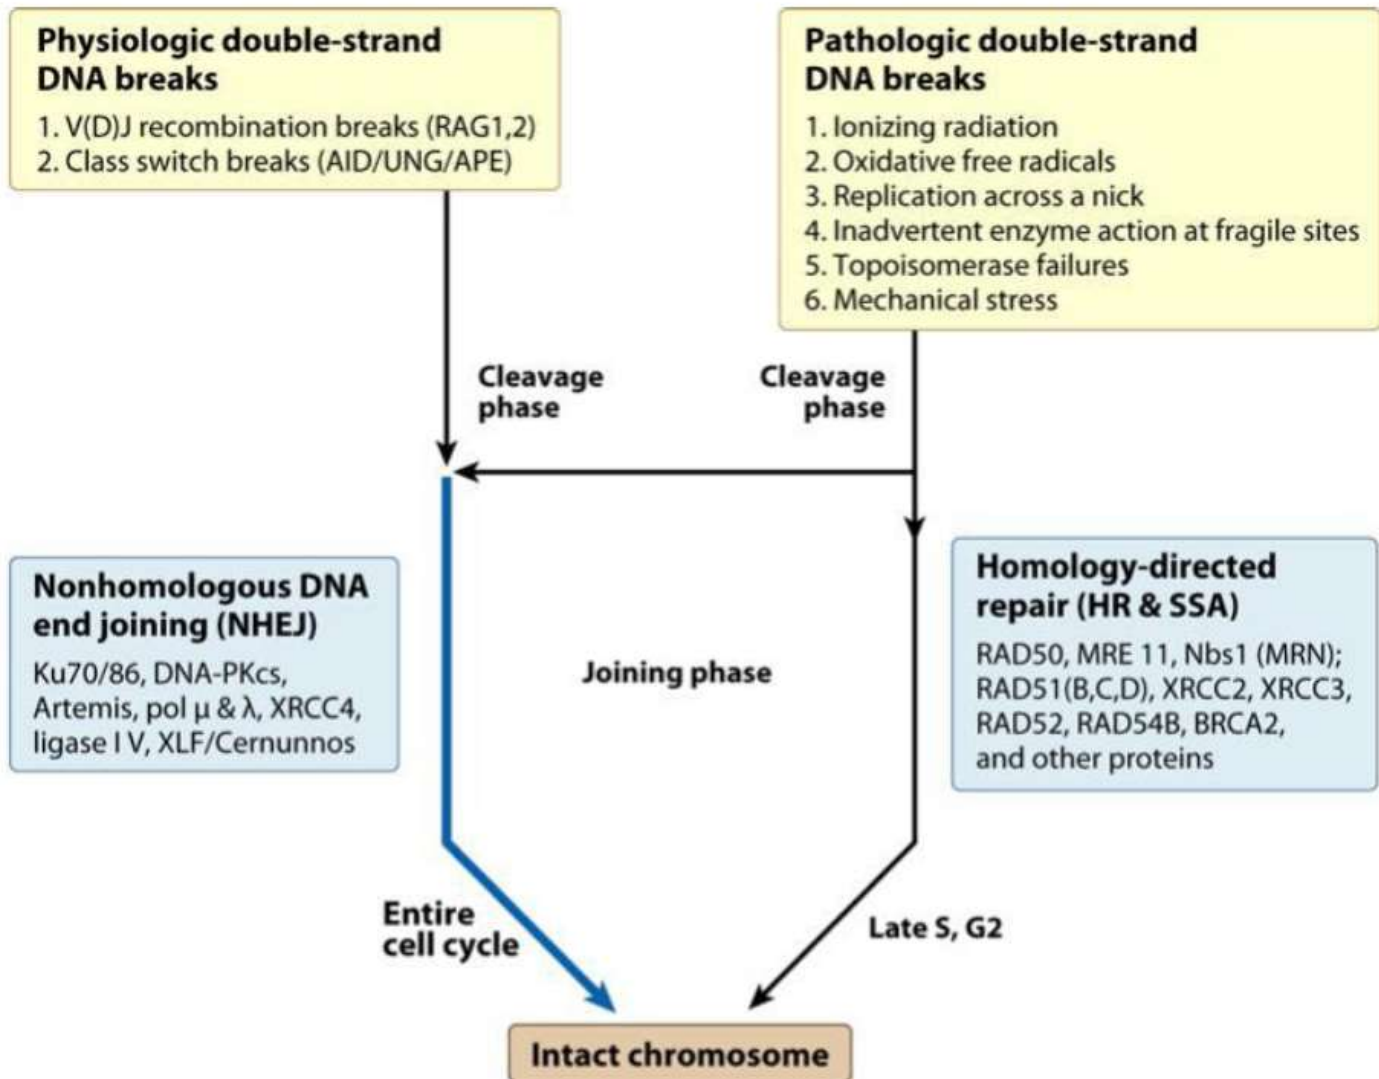 Physiologic double-strand
DNA breaks
1. V(D)J recombination breaks (RAG1,2)
2. Class switch breaks (AID/UNG/APE)
Pathologic double-strand
DNA breaks
1. Ionizing radiation
2. Oxidative free radicals
3. Replication across a nick
4. Inadvertent enzyme action at fragile sites
5. Topoisomerase failures
6. Mechanical stress
Cleavage
phase
Cleavage
phase
Nonhomologous DNA
end joining (NHEJ)
Ku70/86, DNA-PKcs,
Artemis, pol μ & λ, XRCC4,
ligase I V, XLF/Cernunnos
Joining phase
Homology-directed
repair (HR & SSA)
RAD50, MRE 11, Nbs1 (MRN);
RAD51(B,C,D), XRCC2, XRCC3,
RAD52, RAD54B, BRCA2,
and other proteins
Entire
cell cycle
Late S, G2
Intact chromosome